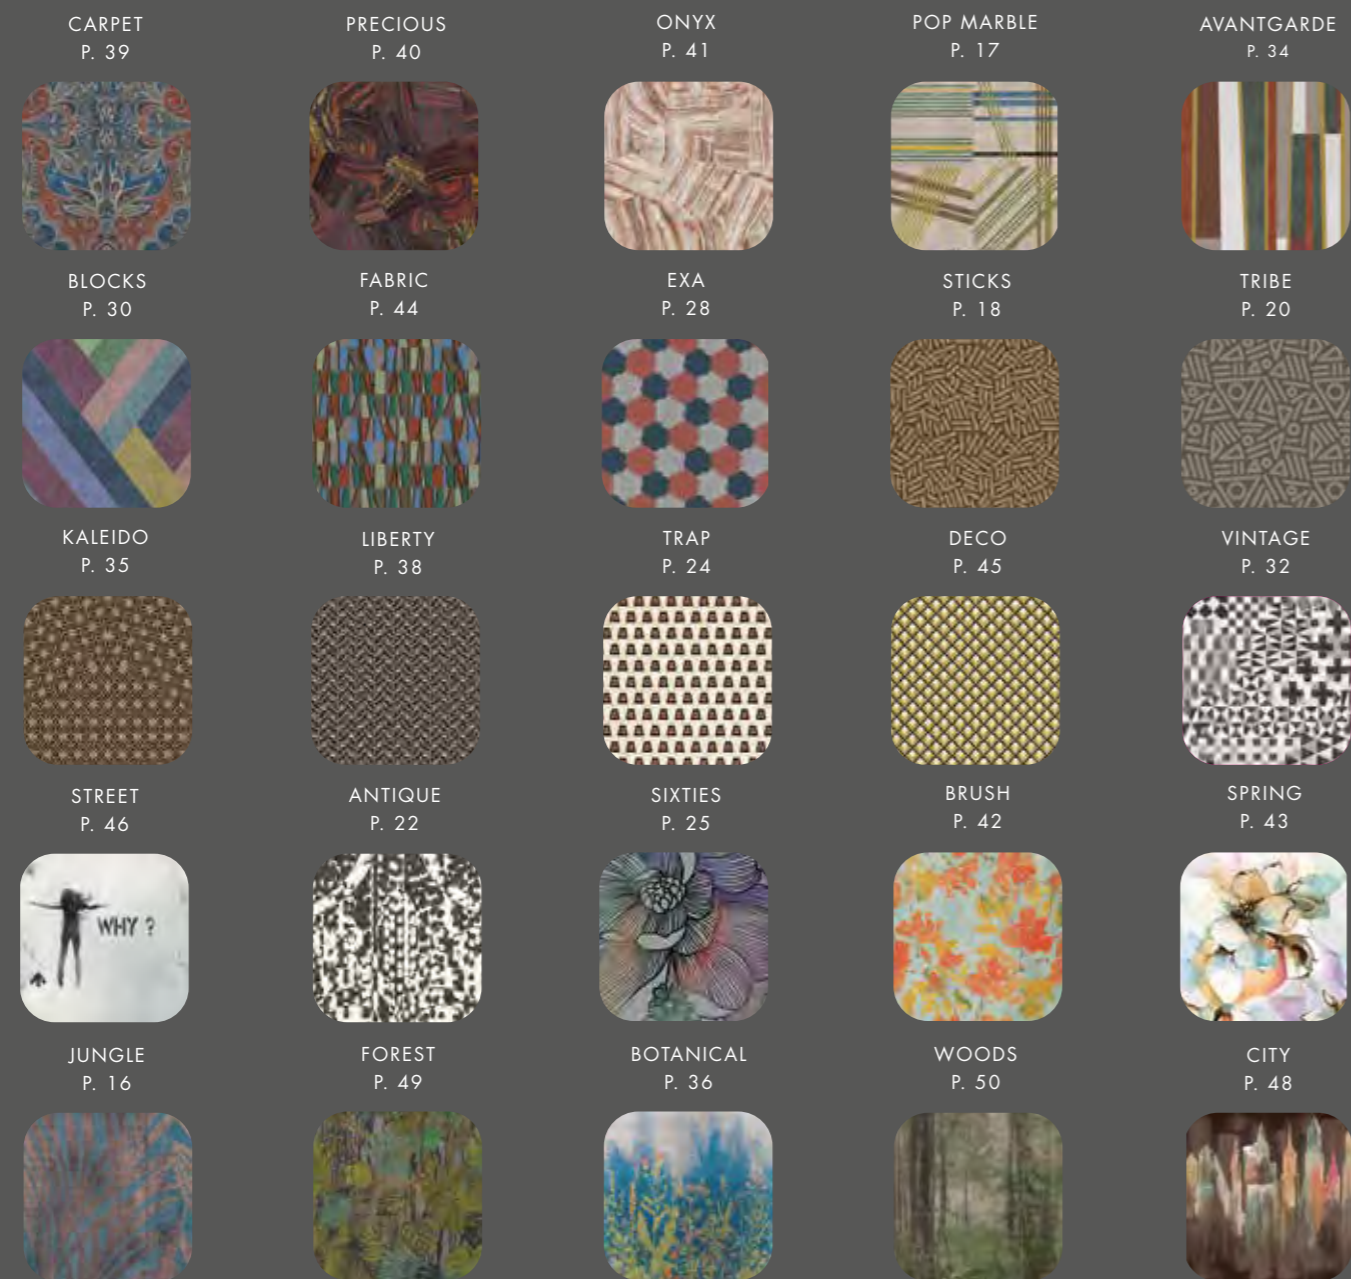 CARPET
P. 39
PRECIOUS
P. 40
ONYX
P. 41
POP MARBLE
P. 17
AVANTGARDE
P. 34
BLOCKS
P. 30
FABRIC
P. 44
EXA
P. 28
STICKS
P. 18
TRIBE
P. 20
KALEIDO
P. 35
LIBERTY
P. 38
TRAP
P. 24
DECO
P. 45
VINTAGE
P. 32
STREET
P. 46
ANTIQUE
P. 22
SIXTIES
P. 25
BRUSH
P. 42
SPRING
P. 43
WHY ?
JUNGLE
P. 16
FOREST
P. 49
BOTANICAL
P. 36
WOODS
P. 50
CITY
P. 48